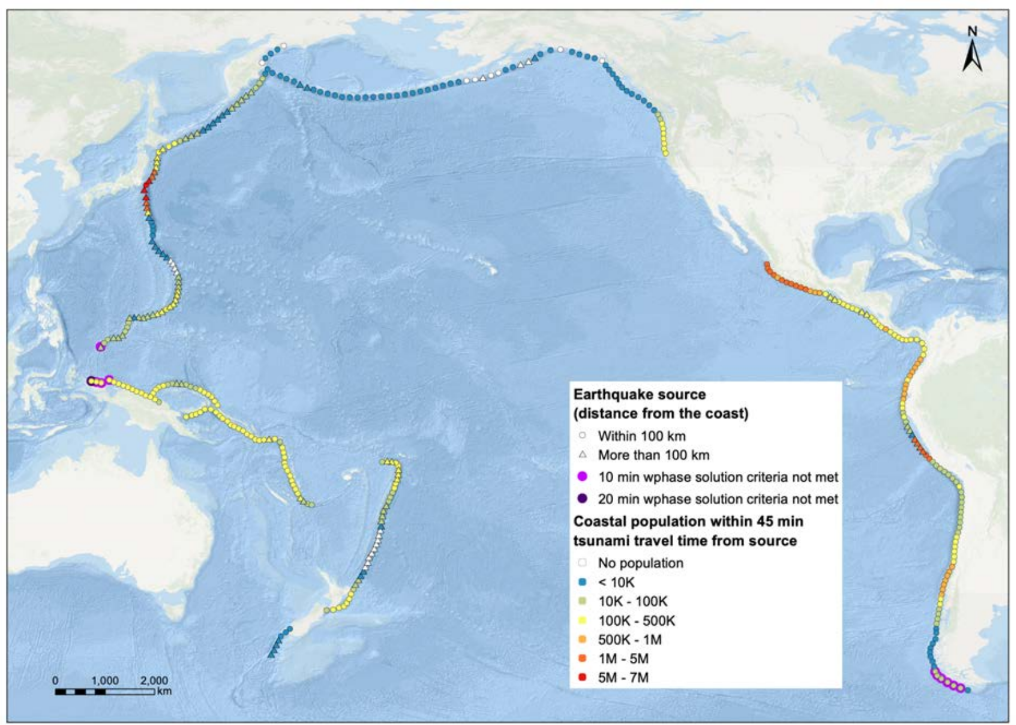 N
Earthquake source
(distance from the coast)
Within 100 km
More than 100 km
10 min wphase solution criteria not met
20 min wphase solution criteria not met
Coastal population within 45 min
tsunami travel time from source
No population
< 10K
10K - 100K
100K - 500K
500K - 1M
1M - 5M
5M - 7M
0 1,000 2,000
km